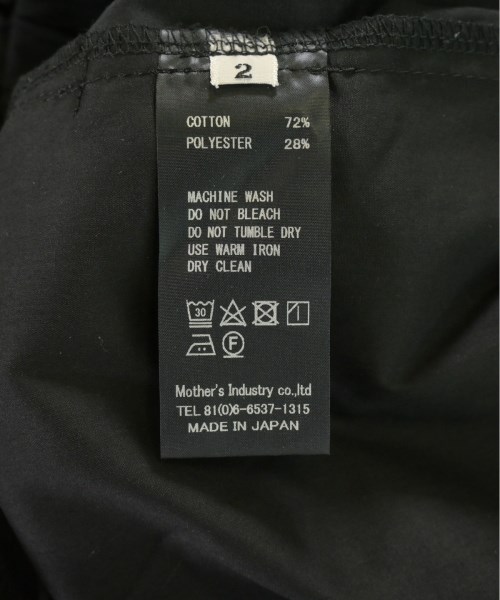 2
COTTON 72%
POLYESTER 28%
MACHINE WASH
DO NOT BLEACH
DO NOT TUMBLE DRY
USE WARM IRON
DRY CLEAN
30
F
Mother's Industry co.,ltd
TEL 81(0)6-6537-1315
MADE IN JAPAN